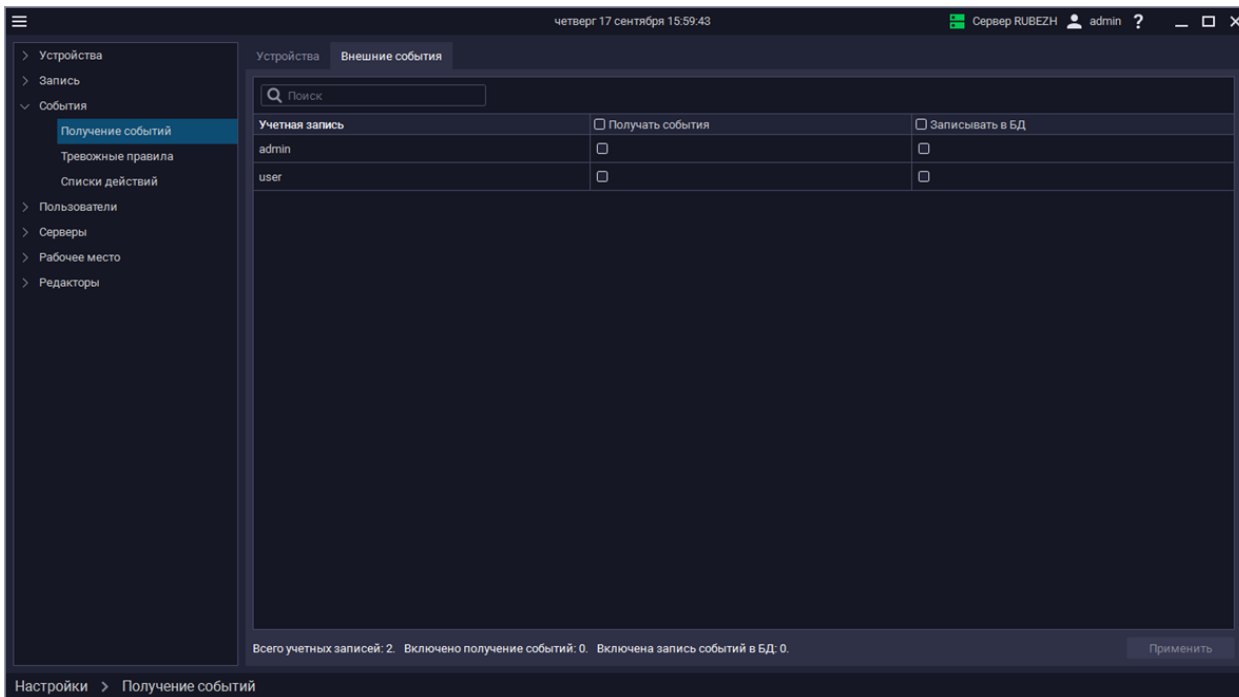 четверг 17 сентября 15:59:43
Сервер RUBEZH admin ?
Устройства
Запись
События
Получение событий
Тревожные правила
Списки действий
Пользователи
Серверы
Рабочее место
Редакторы
Устройства Внешние события
Поиск
Учетная запись Получать события Записывать в БД
admin
user
Всего учетных записей: 2. Включено получение событий: 0. Включена запись событий в БД: 0.
Применить
Настройки > Получение событий